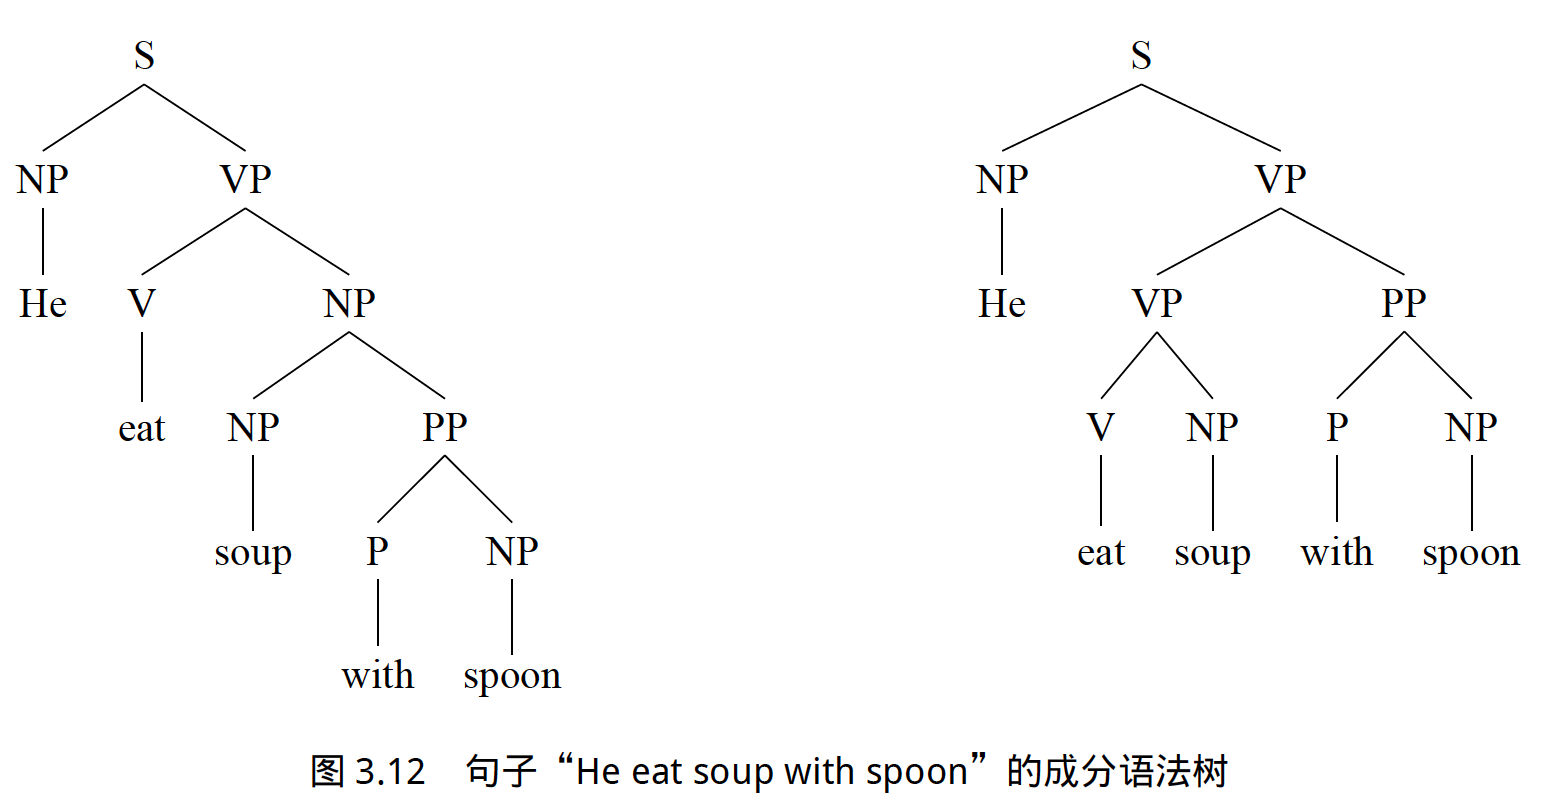 S S
NP VP NP VP
He V NP He VP PP
eat NP PP V NP P NP
soup P NP eat soup with spoon
with spoon
图 3.12 句子“He eat soup with spoon”的成分语法树